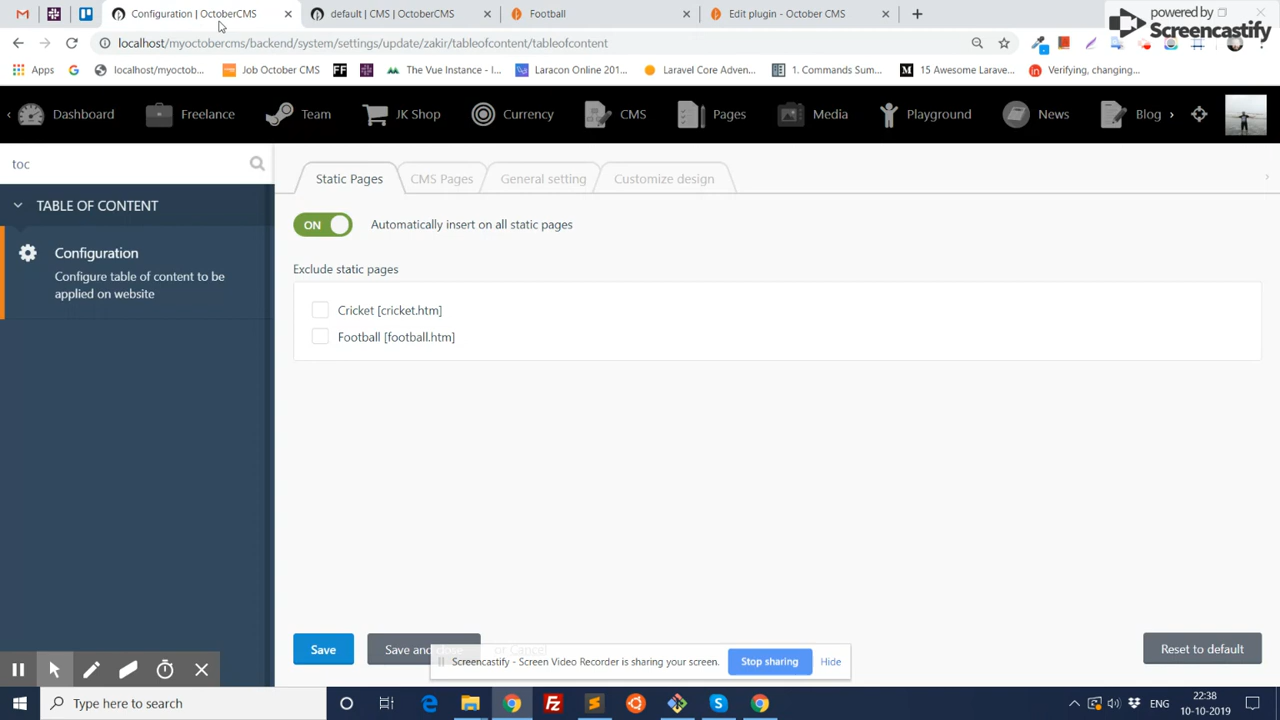 Configuration | OctoberCMS
default | CMS | OctoberCMS
Football
Edit plugin - October CMS
powered by
Screencastify
localhost/myoctobercms/backend/system/settings/update/zakir/tableofcontent/tableofcontent
Apps
localhost/myoctob...
Job October CMS
FF
The Vue Instance - I...
Laracon Online 201...
Laravel Core Adven...
1. Commands Sum...
M
15 Awesome Larave...
in
Verifying, changing...
Dashboard
Freelance
Team
JK Shop
Currency
CMS
Pages
Media
Playground
News
Blog
toc
Static Pages
CMS Pages
General setting
Customize design
TABLE OF CONTENT
ON
Automatically insert on all static pages
Configuration
Configure table of content to be
applied on website
Exclude static pages
Cricket [cricket.htm]
Football [football.htm]
Save
Save and close
or Cancel
Reset to default
Screencastify - Screen Video Recorder is sharing your screen.
Stop sharing
Hide
Type here to search
ENG
22:38
10-10-2019